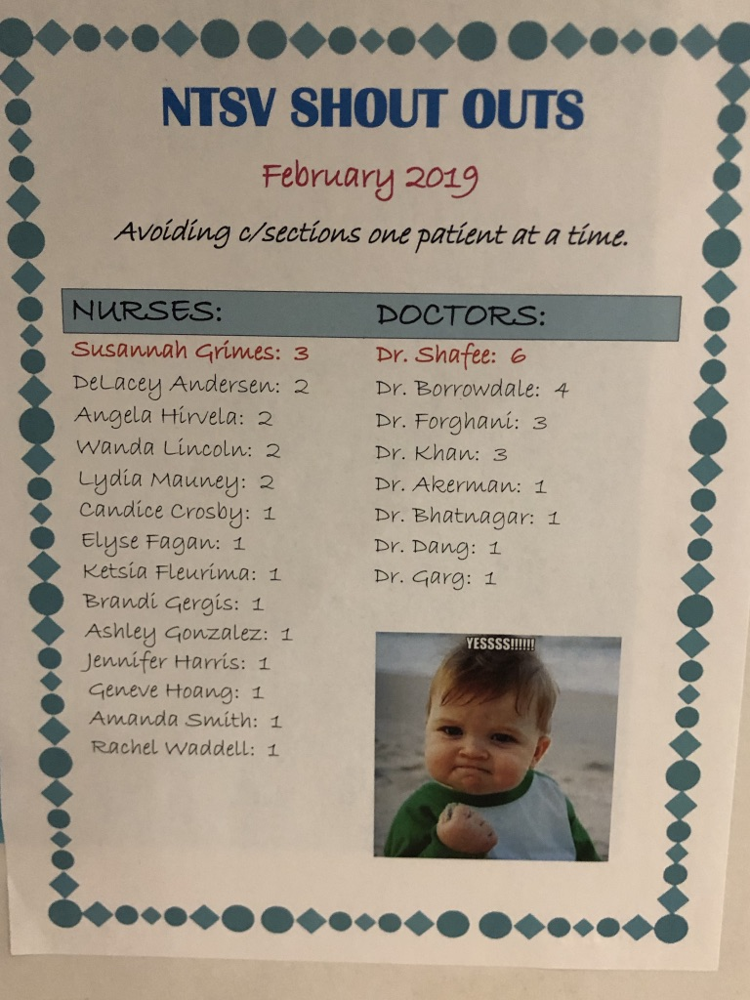 NTSV SHOUT OUTS
February 2019
Avoiding c/sections one patient at a time.
NURSES:
Susannah Grimes: 3
DeLacey Andersen: 2
Angela Hirvela: 2
Wanda Lincoln: 2
Lydia Mauney: 2
Candice Crosby: 1
Elyse Fagan: 1
Ketsia Fleurima: 1
Brandi Gergis: 1
Ashley Gonzalez: 1
Jennifer Harris: 1
Geneve Hoang: 1
Amanda Smith: 1
Rachel Waddell: 1
DOCTORS:
Dr. Shafee: 6
Dr. Borrowdale: 4
Dr. Forghani: 3
Dr. Khan: 3
Dr. Akerman: 1
Dr. Bhatnagar: 1
Dr. Dang: 1
Dr. Garg: 1
YESSSS!!!!!!